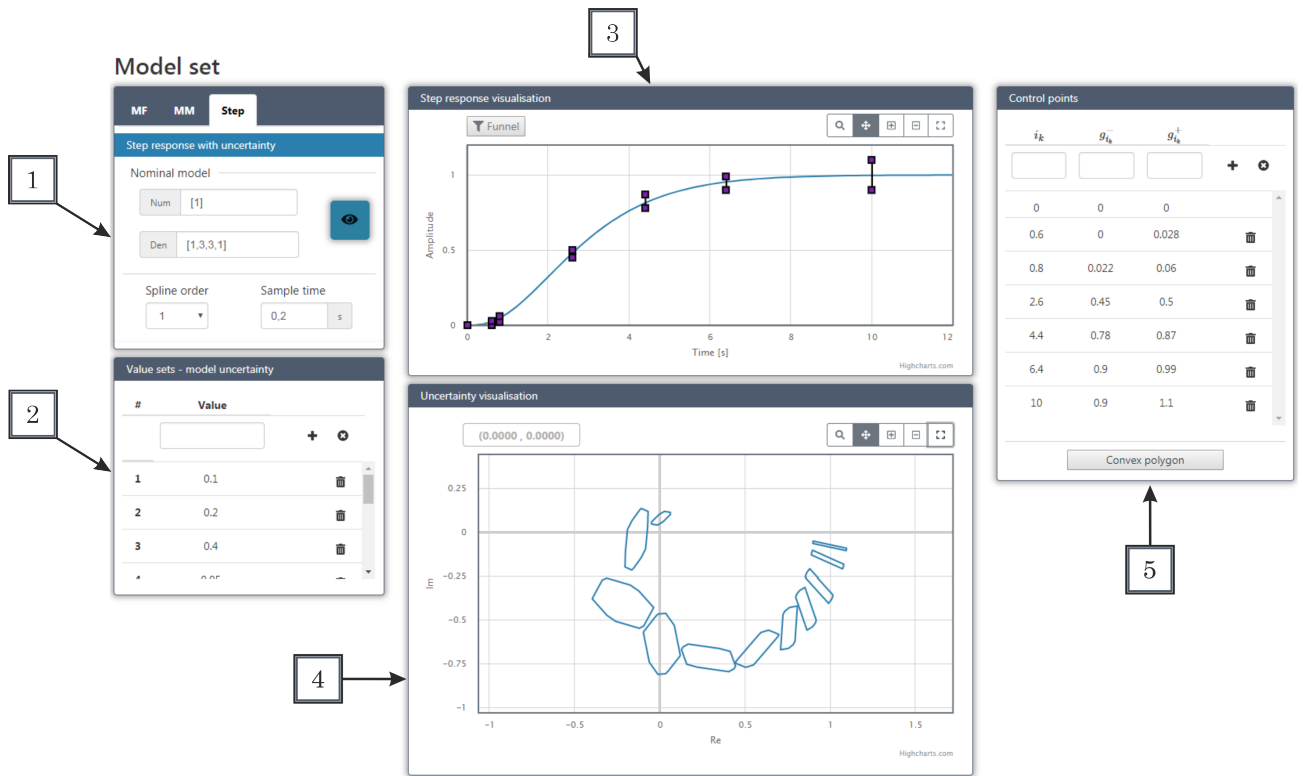 3
Model set
MF MM Step
Step response with uncertainty
Nominal model
Num [1]
Den [1,3,3,1]
Spline order Sample time
1 0,2 s
1
Value sets - model uncertainty
# Value
1 0.1
2 0.2
3 0.4
2
Step response visualisation
Funnel
Amplitude
1
0.5
0
0 2 4 6 8 10 12
Time [s]
Highcharts.com
Uncertainty visualisation
(0.0000 , 0.0000)
Im
0.25
0
-0.25
-0.5
-0.75
-1
-1 -0.5 0 0.5 1 1.5
Re
Highcharts.com
4
Control points
i_k g_{i_k}^- g_{i_k}^+
0 0 0
0.6 0 0.028
0.8 0.022 0.06
2.6 0.45 0.5
4.4 0.78 0.87
6.4 0.9 0.99
10 0.9 1.1
Convex polygon
5